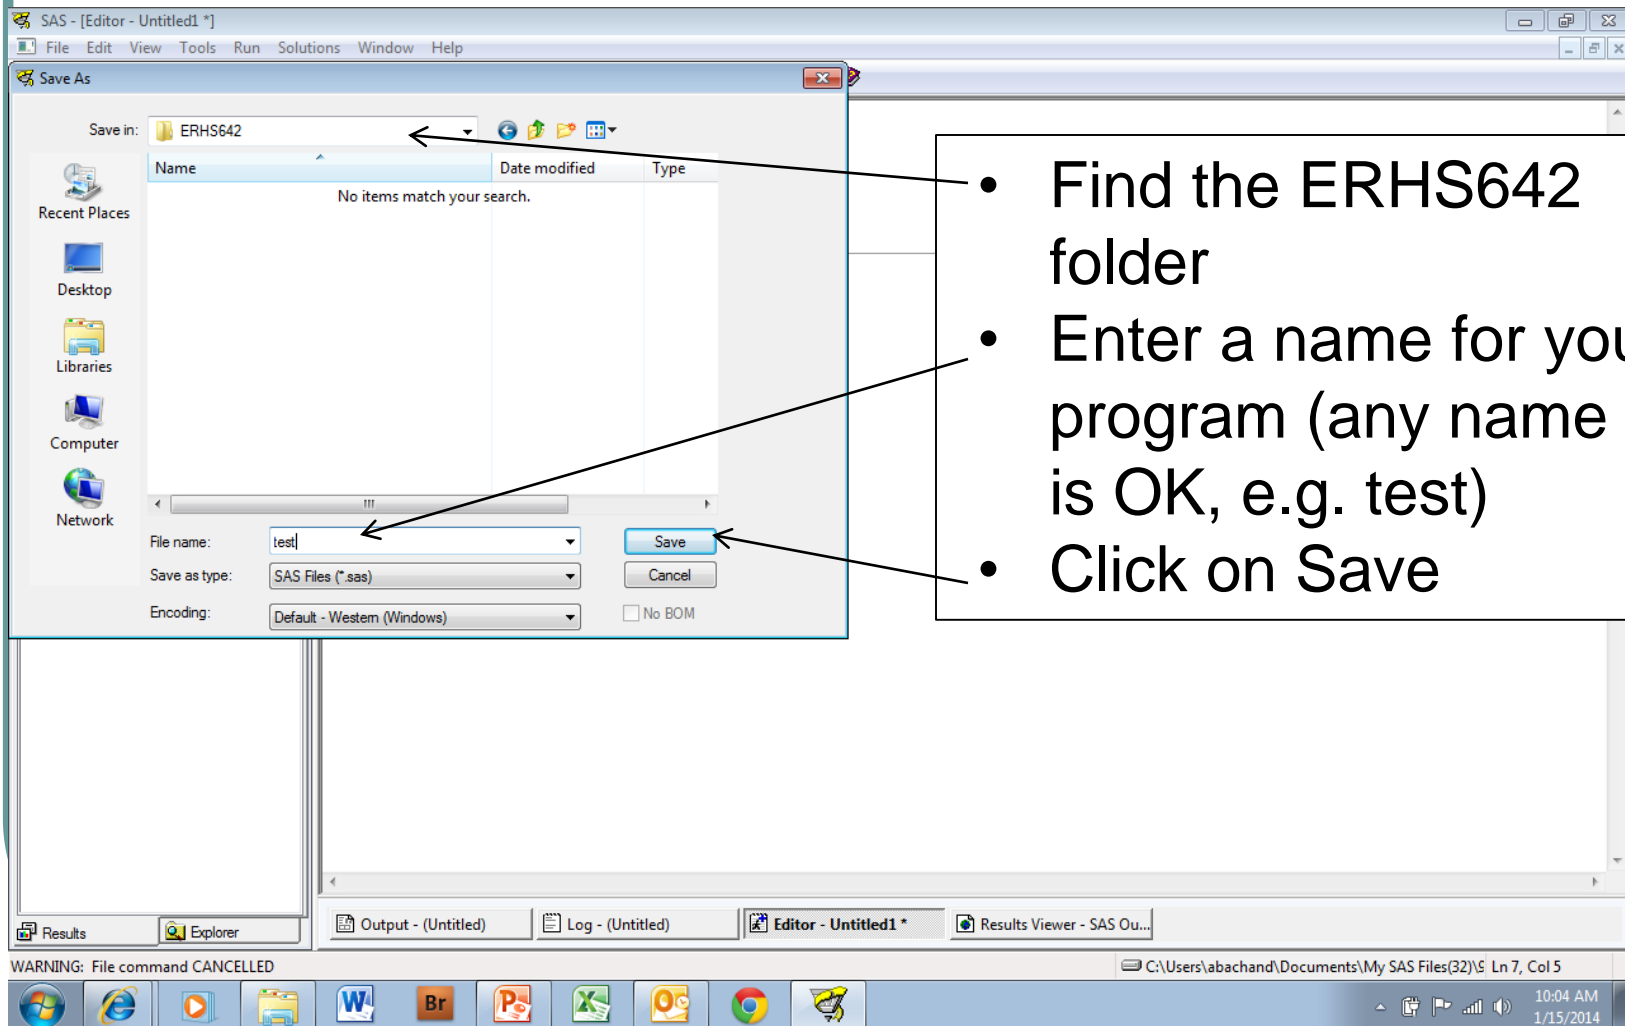 SAS - [Editor - Untitled1 *]
File Edit View Tools Run Solutions Window Help
Save As
Save in: ERHS642
Name Date modified Type
No items match your search.
Recent Places
Desktop
Libraries
Computer
Network
File name: test Save
Save as type: SAS Files (*.sas) Cancel
Encoding: Default - Western (Windows) No BOM
• Find the ERHS642
folder
• Enter a name for you
program (any name
is OK, e.g. test)
• Click on Save
Results Explorer
Output - (Untitled) Log - (Untitled) Editor - Untitled1 * Results Viewer - SAS Ou...
WARNING: File command CANCELLED
C:\Users\abachand\Documents\My SAS Files(32)\9 Ln 7, Col 5
W Br P X O
10:04 AM
1/15/2014